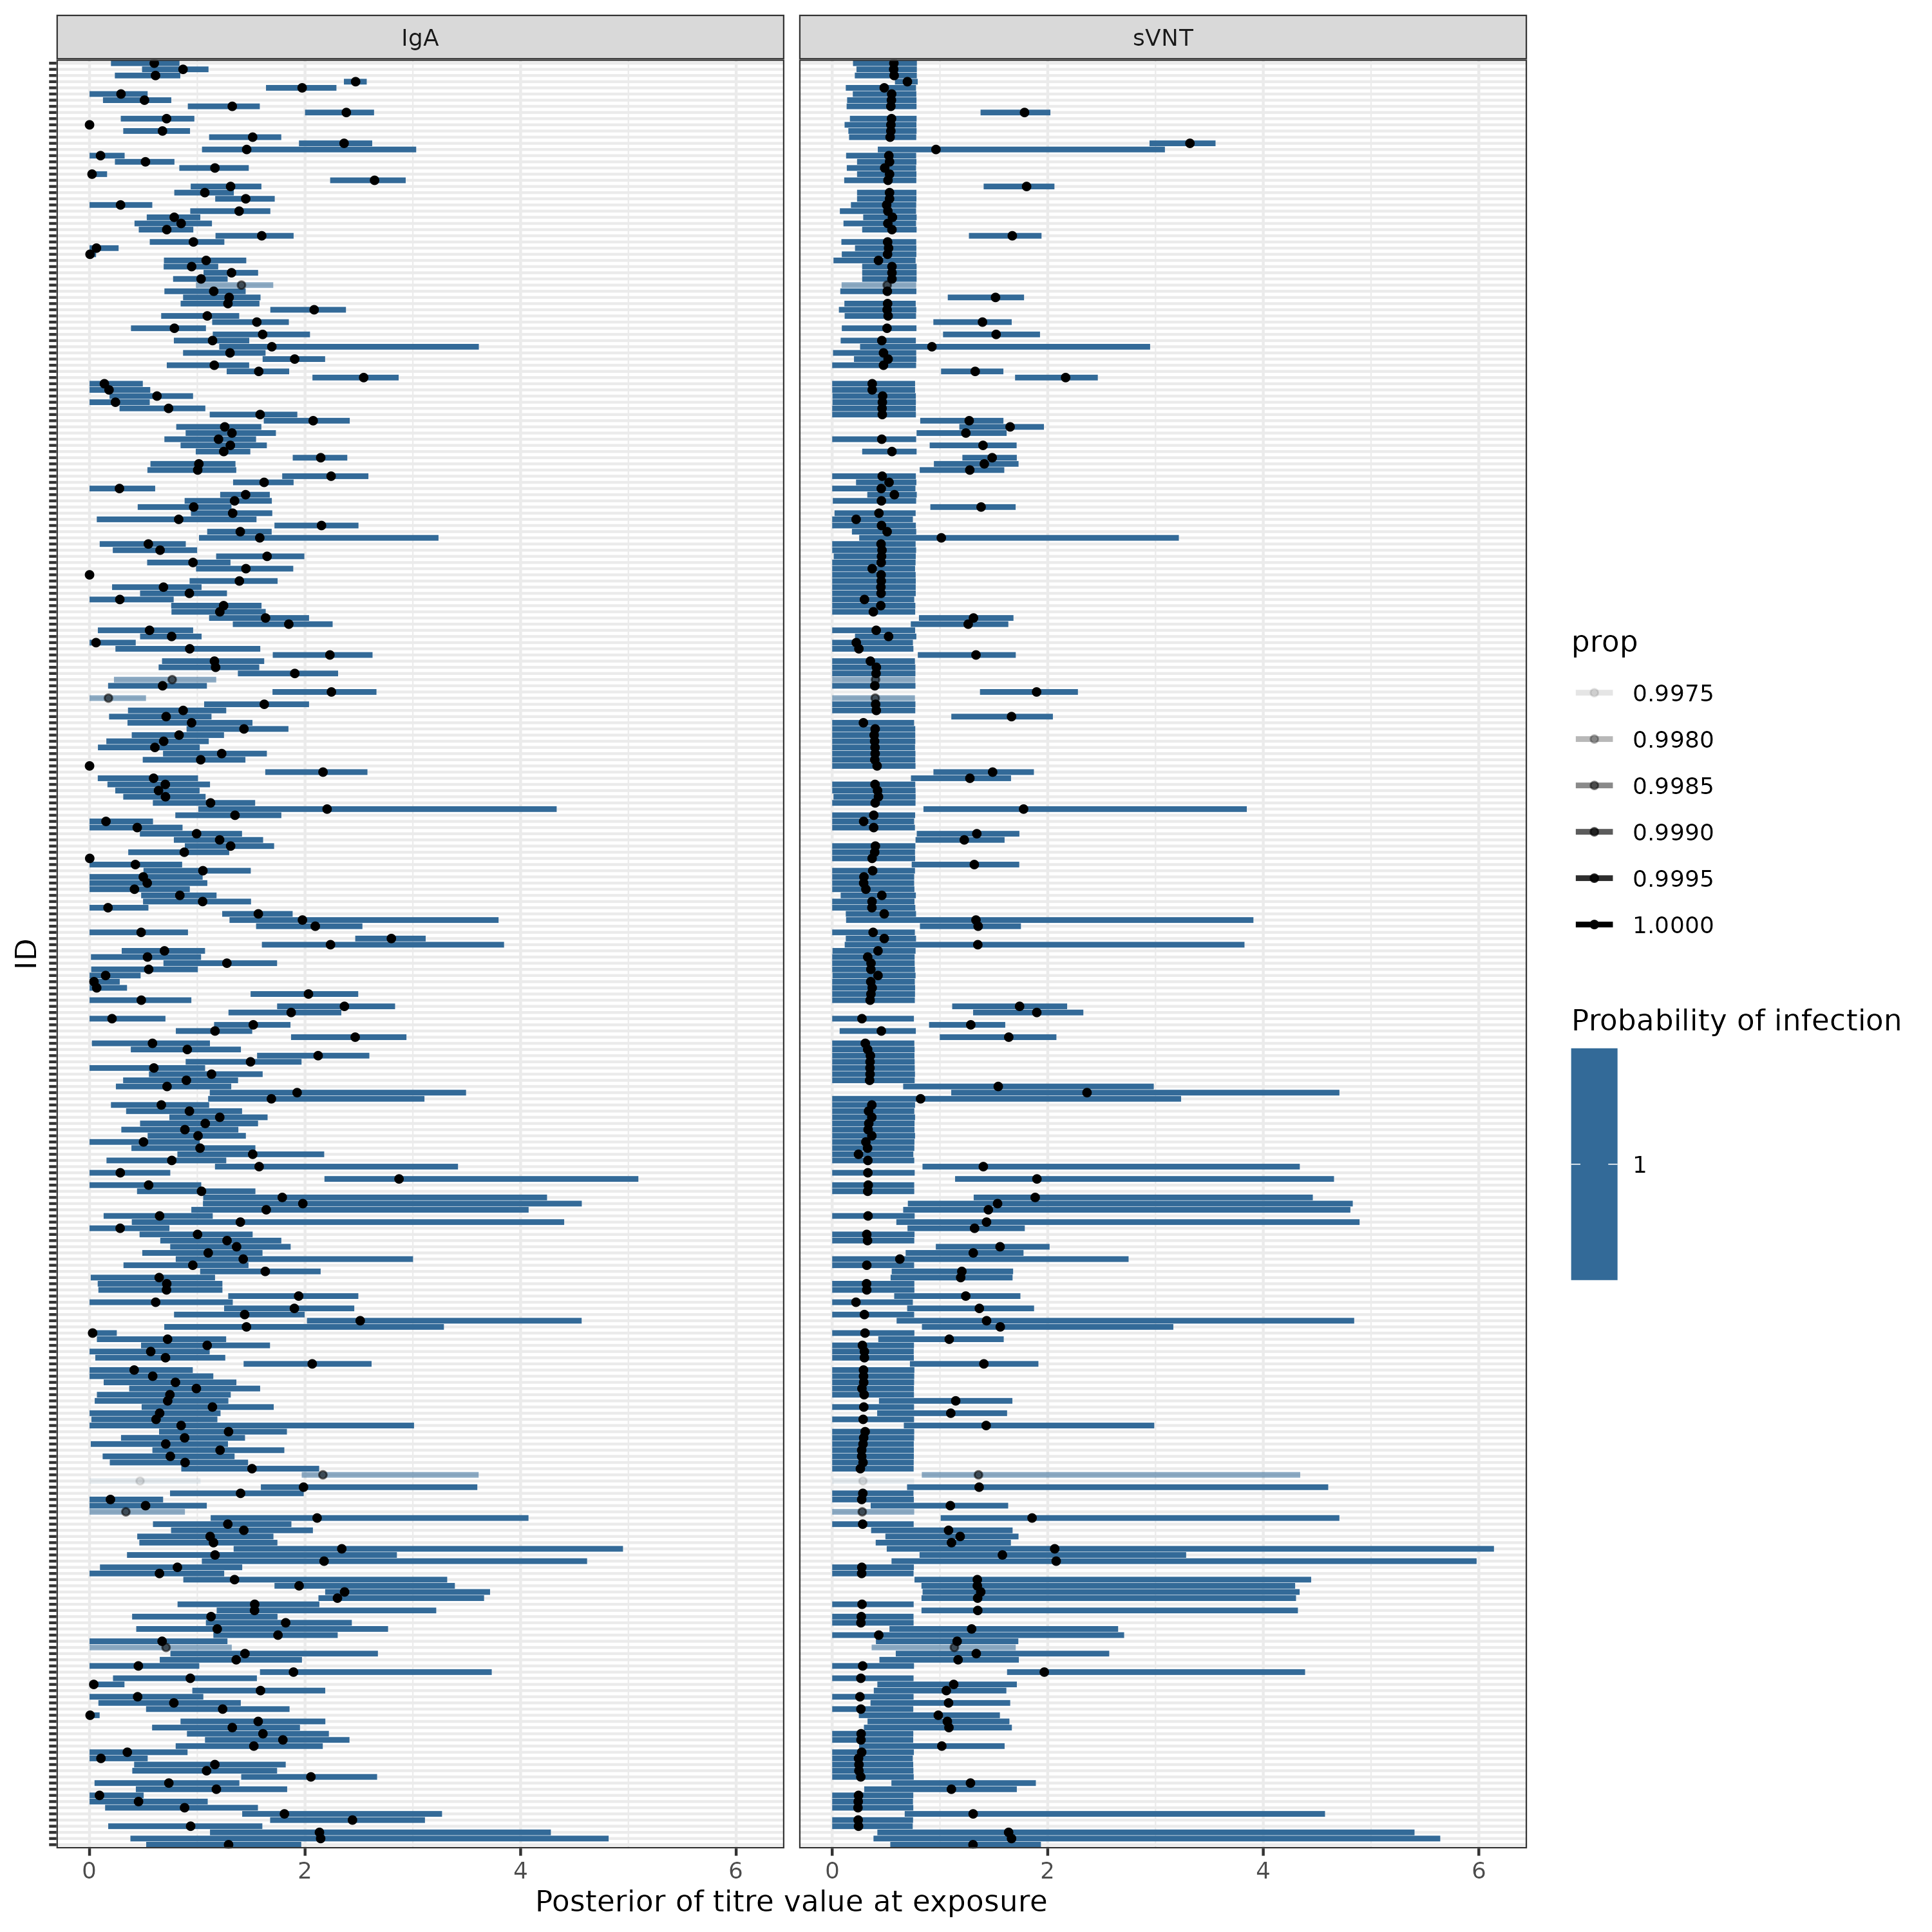 IgA
sVNT
ID
0
2
4
6
0
2
4
6
Posterior of titre value at exposure
prop
0.9975
0.9980
0.9985
0.9990
0.9995
1.0000
Probability of infection
1